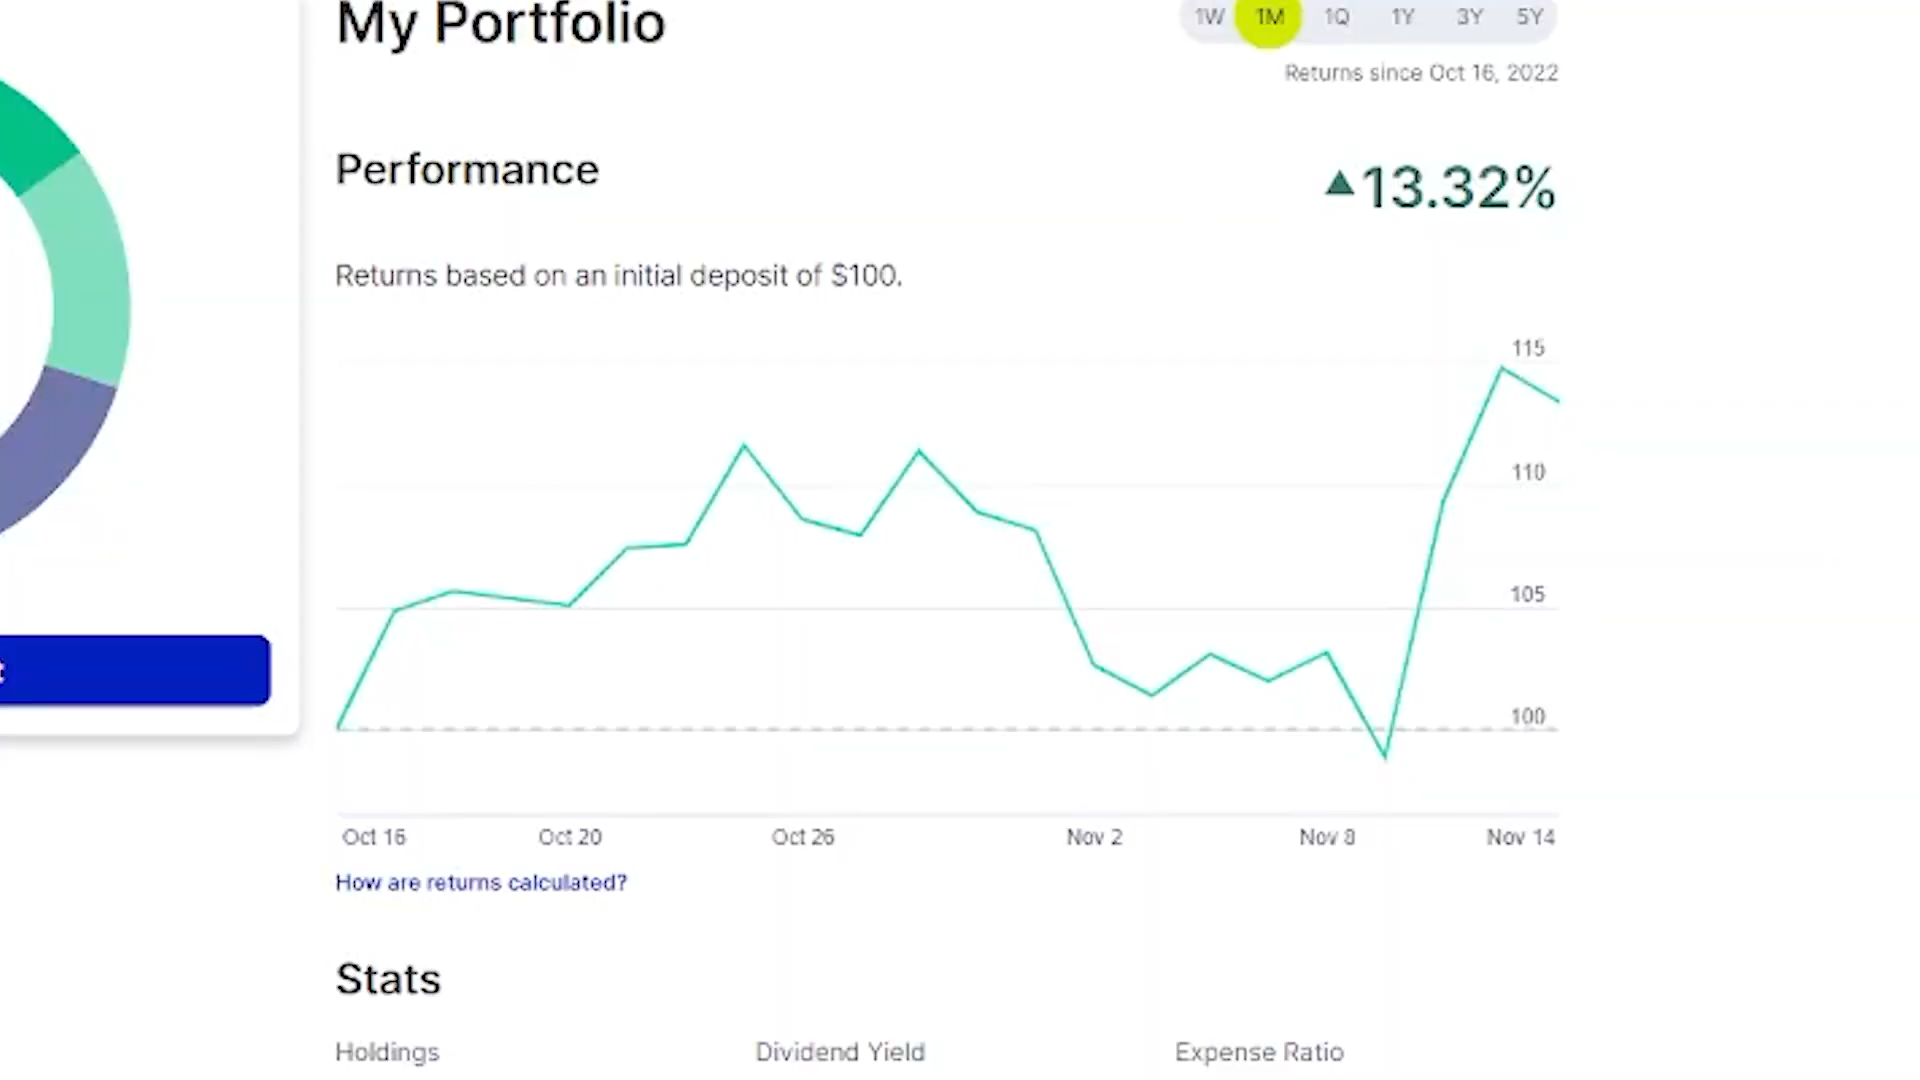 My Portfolio
1W 1M 1Q 1Y 3Y 5Y
Returns since Oct 16, 2022
Performance
13.32%
Returns based on an initial deposit of $100.
115
110
105
100
Oct 16 Oct 20 Oct 26 Nov 2 Nov 8 Nov 14
How are returns calculated?
Stats
Holdings Dividend Yield Expense Ratio